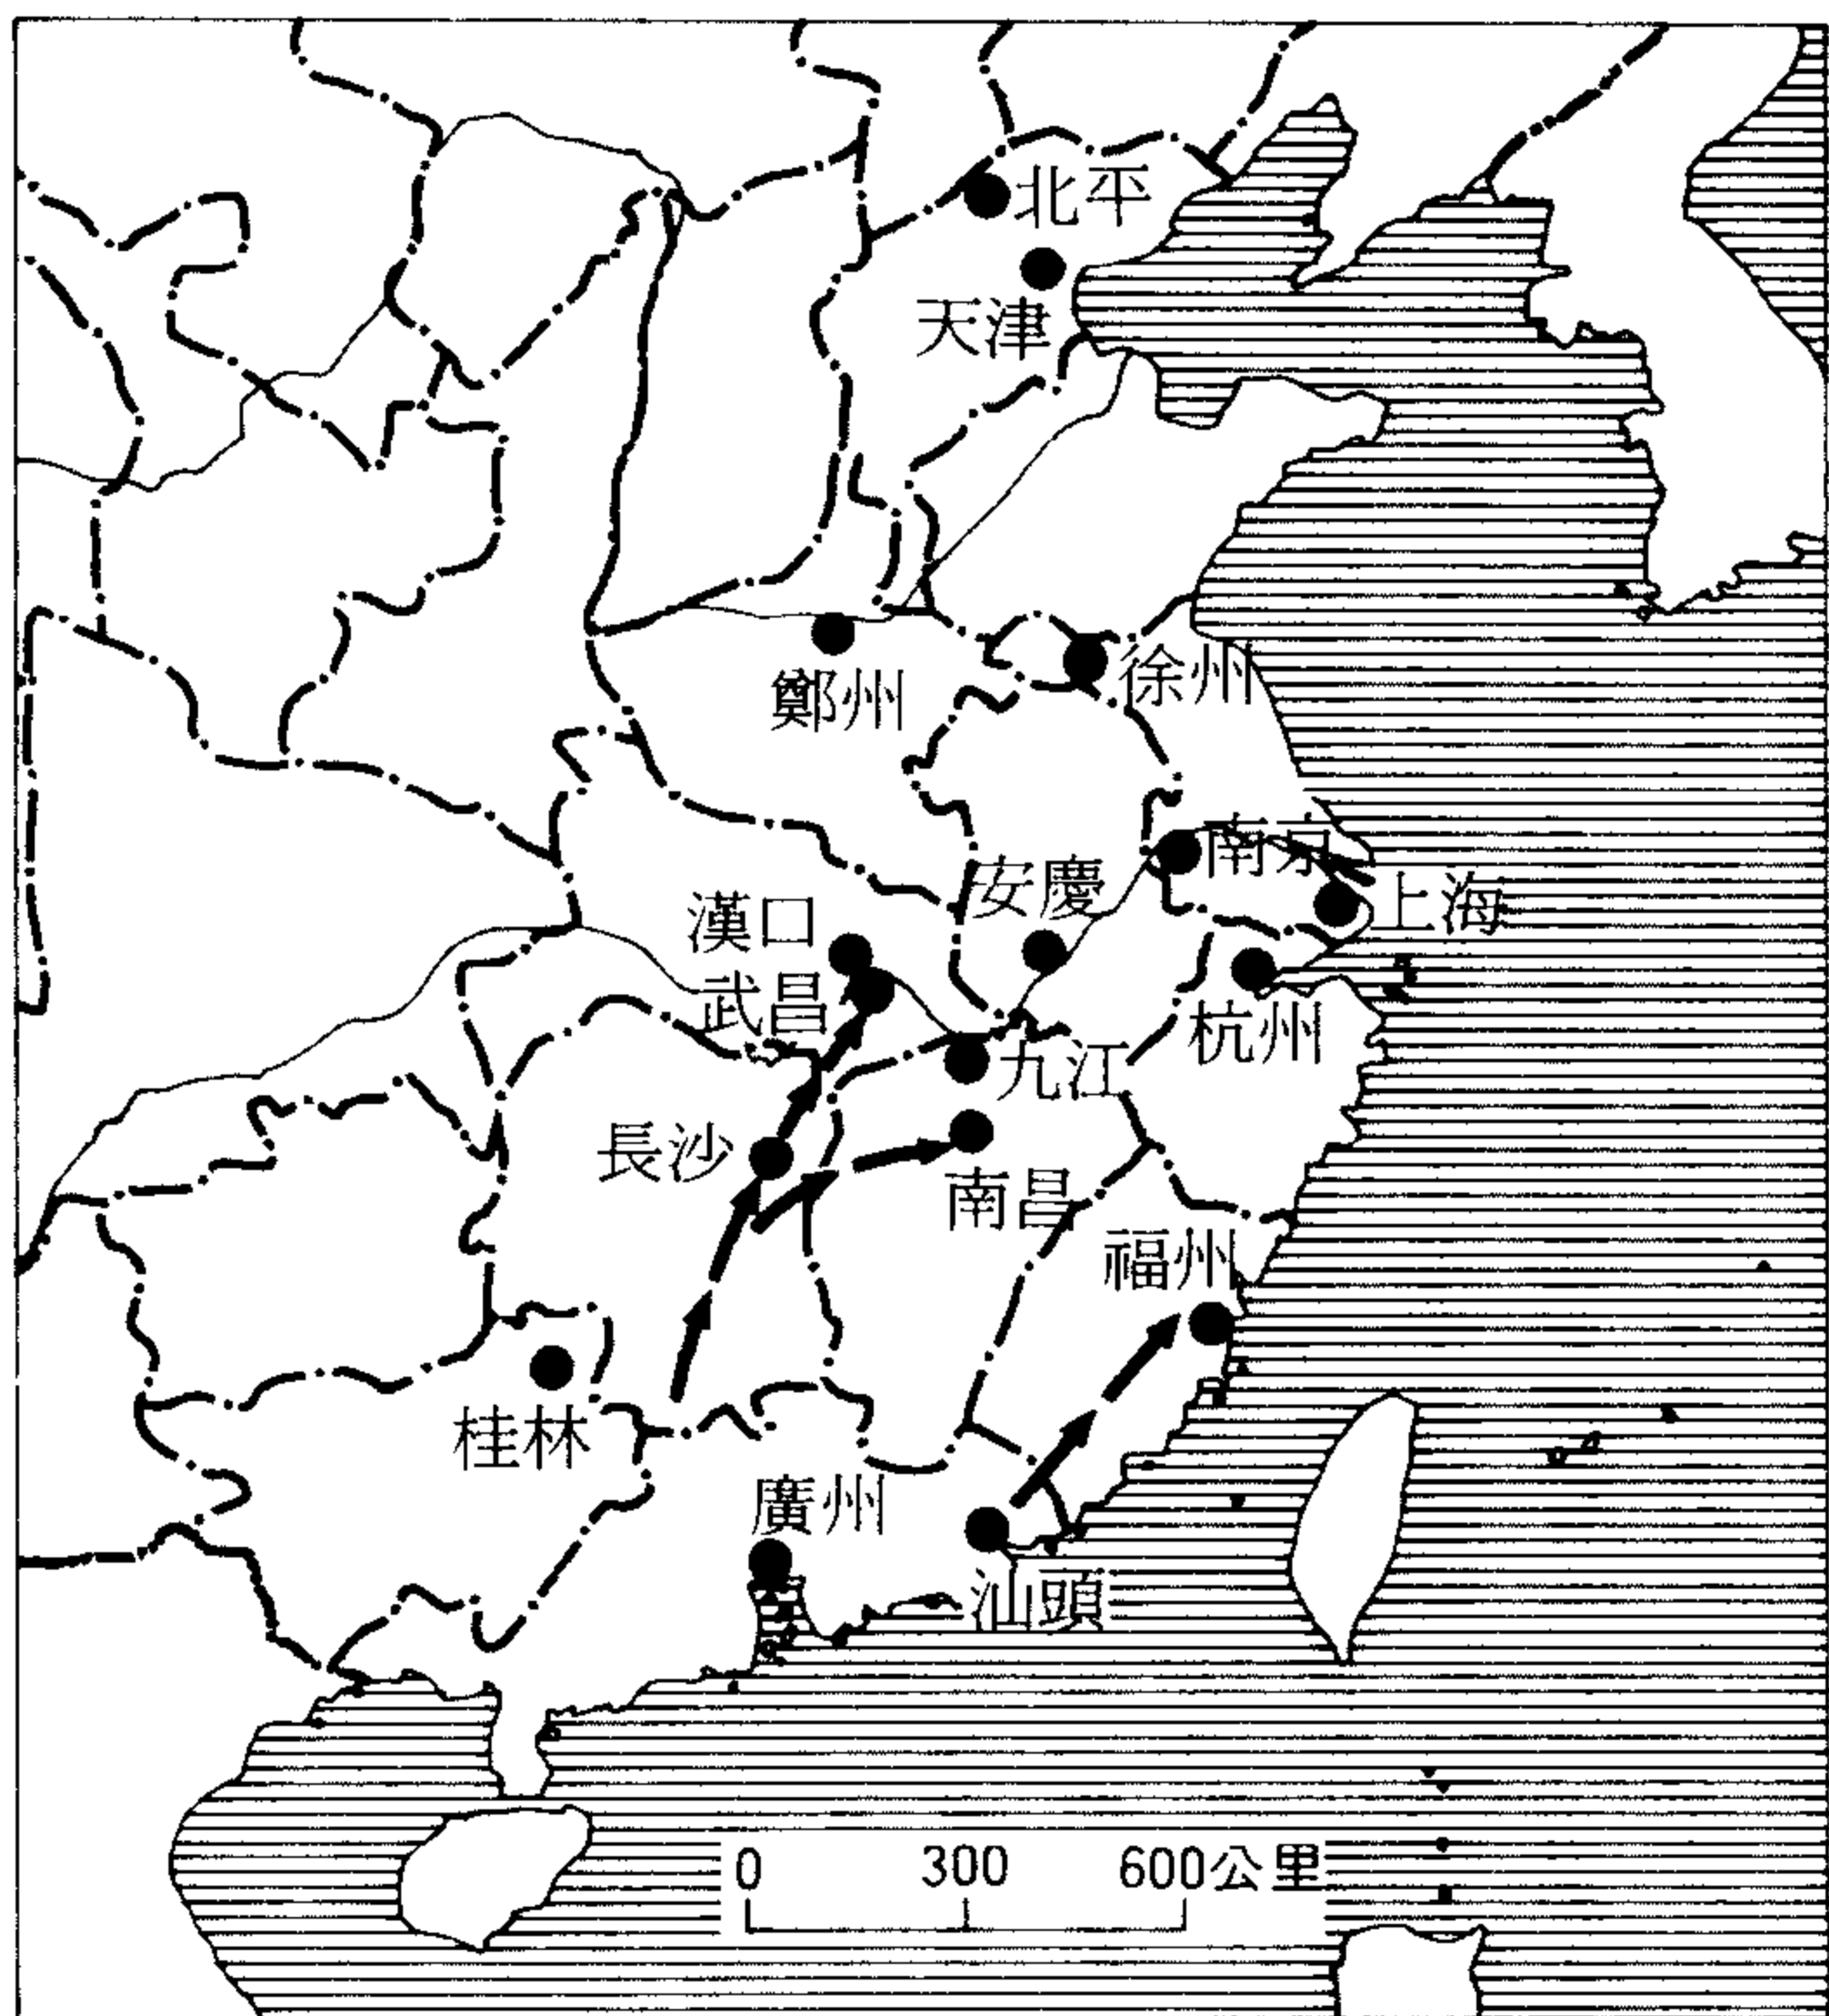 北平
天津
鄭州
徐州
南京
安慶
上海
漢口
武昌
杭州
九江
長沙
南昌
福州
桂林
廣州
汕頭
0 300 600公里